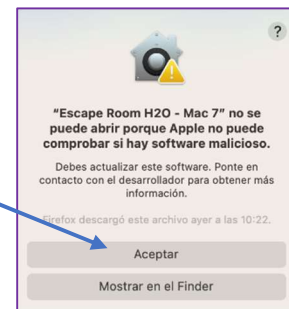 ?
“Escape Room H2O - Mac 7” no se
puede abrir porque Apple no puede
comprobar si hay software malicioso.
Debes actualizar este software. Ponte en
contacto con el desarrollador para obtener más
información.
Firefox descargó este archivo ayer a las 10:22.
Aceptar
Mostrar en el Finder